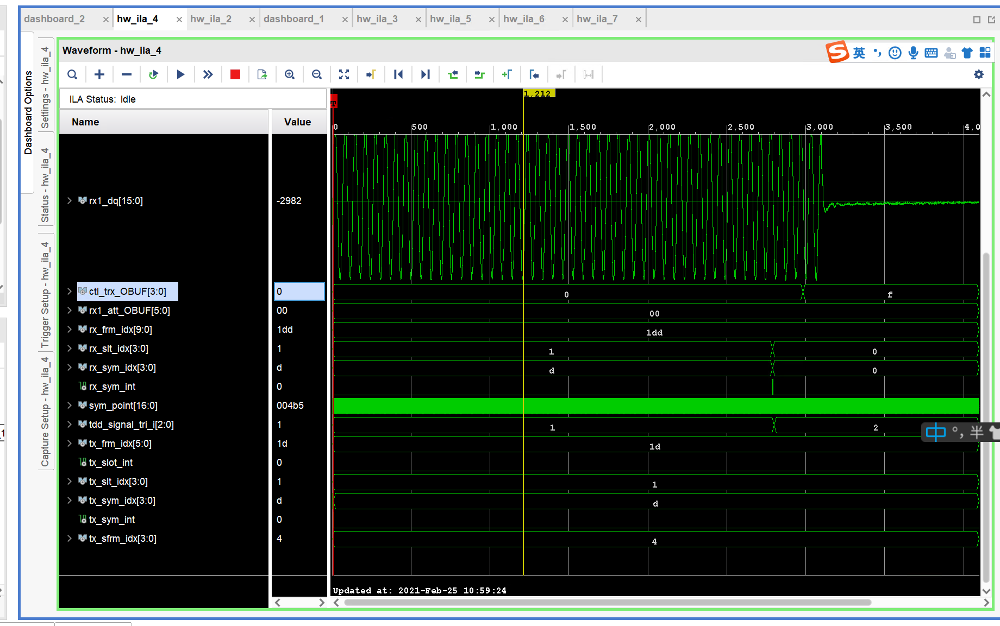 dashboard_2
hw_ila_4
hw_ila_2
dashboard_1
hw_ila_3
hw_ila_5
hw_ila_6
hw_ila_7
Dashboard Options
Settings - hw_ila_4
Status - hw_ila_4
Trigger Setup - hw_ila_4
Capture Setup - hw_ila_4
Waveform - hw_ila_4
英
ILA Status: Idle
Name Value
T
1,212
0 500 1,000 1,500 2,000 2,500 3,000 3,500 4,0
rx1_dq[15:0] -2982
ctl_trx_OBUF[3:0] 0 0 f
rx1_att_OBUF[5:0] 00 00
rx_frm_idx[9:0] 1dd 1dd
rx_slt_idx[3:0] 1 1 0
rx_sym_idx[3:0] d d 0
rx_sym_int 0
sym_point[16:0] 004b5
tdd_signal_tri_i[2:0] 1 1 2
中 °, 半
tx_frm_idx[5:0] 1d 1d
tx_slot_int 0
tx_slt_idx[3:0] 1 1
tx_sym_idx[3:0] d d
tx_sym_int 0
tx_sfrm_idx[3:0] 4 4
Updated at: 2021-Feb-25 10:59:24